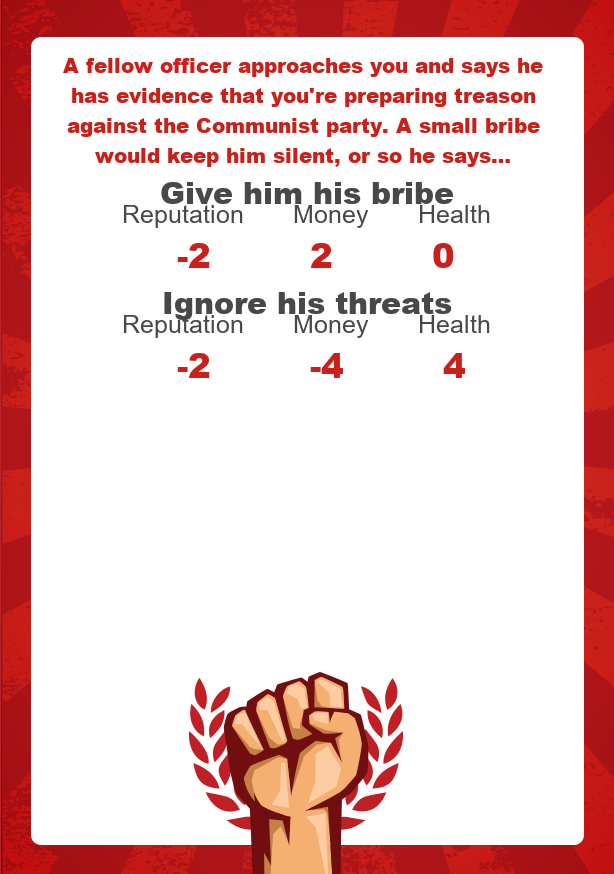 A fellow officer approaches you and says he
has evidence that you're preparing treason
against the Communist party. A small bribe
would keep him silent, or so he says...
Give him his bribe
Reputation Money Health
-2 2 0
Ignore his threats
Reputation Money Health
-2 -4 4